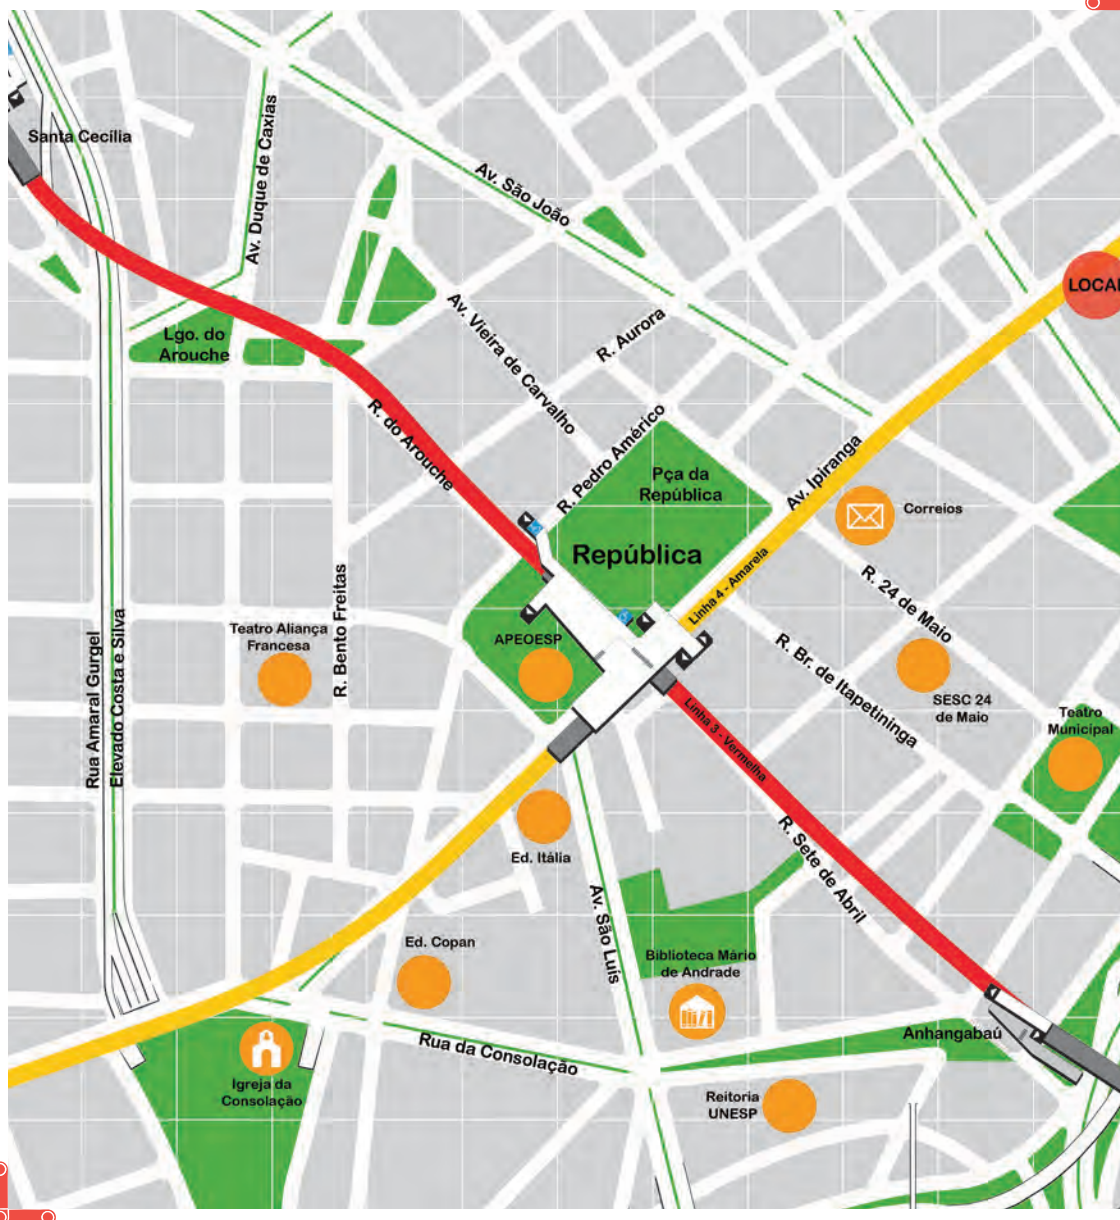 Santa Cecília
Av. Duque de Caxias
Av. São João
LOCAL
Av. Vieira de Carvalho
R. Aurora
Lgo. do
Arouche
R. do Arouche
R. Pedro Américo
Pça da
República
Av. Ipiranga
Correios
República
Linha 4 - Amarela
R. 24 de Maio
R. Bento Freitas
Teatro Aliança
Francesa
APEOESP
R. Br. de Itapetininga
SESC 24
de Maio
Rua Amaral Gurgel
Elevado Costa e Silva
Linha 3 - Vermelha
Teatro
Municipal
Ed. Itália
R. Sete de Abril
Av. São Luis
Ed. Copan
Biblioteca Mário
de Andrade
Anhangabaú
Rua da Consolação
Igreja da
Consolação
Reitoria
UNESP